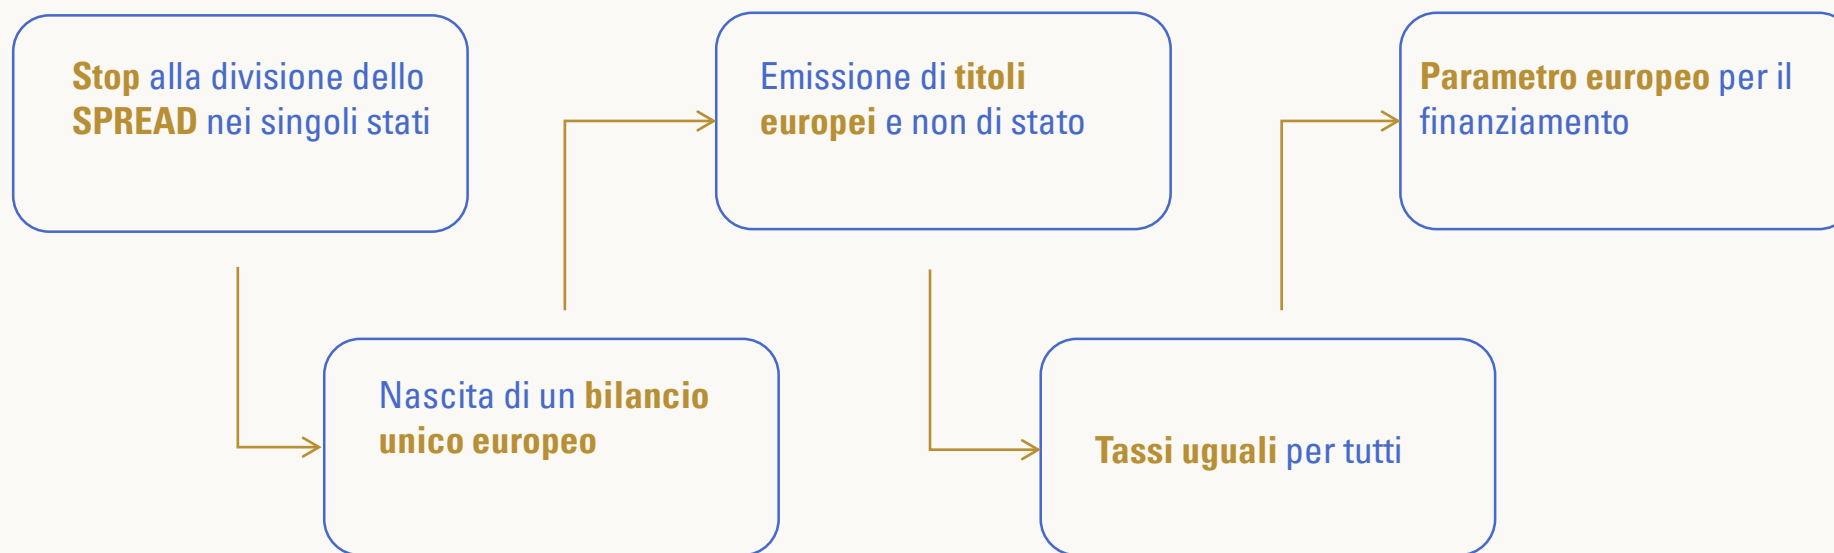 Stop alla divisione dello
SPREAD nei singoli stati
Nascita di un bilancio
unico europeo
Emissione di titoli
europei e non di stato
Tassi uguali per tutti
Parametro europeo per il
finanziamento